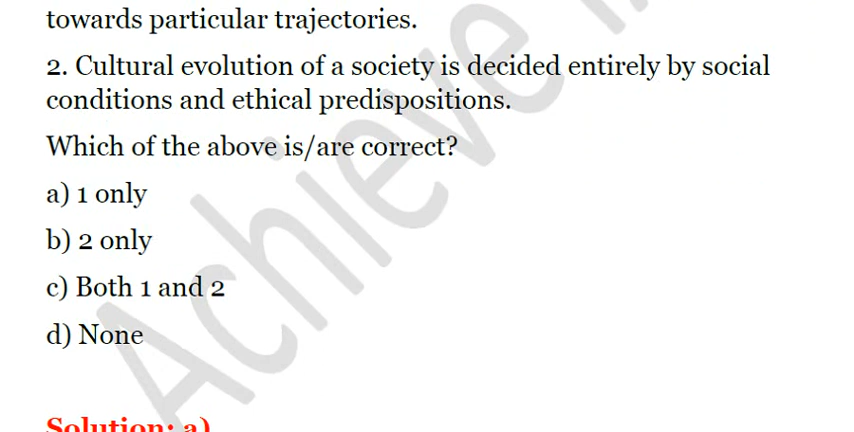 towards particular trajectories.
2. Cultural evolution of a society is decided entirely by social
conditions and ethical predispositions.
Which of the above is/are correct?
a) 1 only
b) 2 only
c) Both 1 and 2
d) None
Solution: a)
Achieve